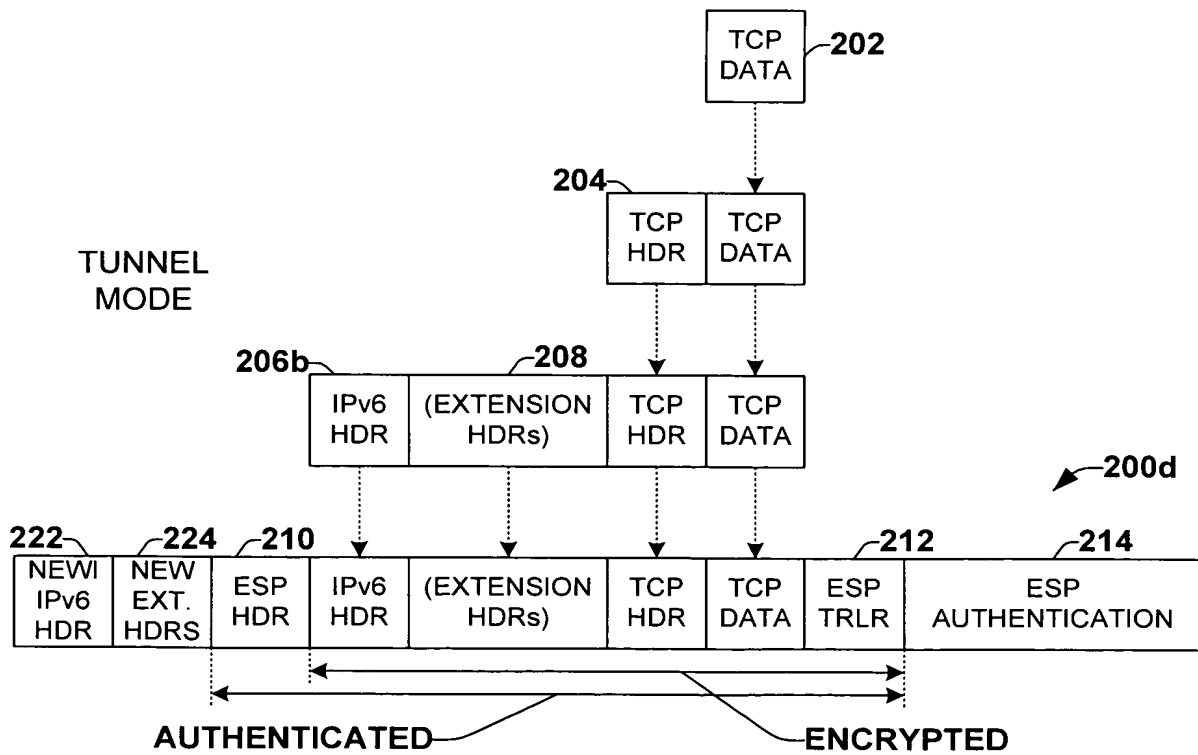 TCP
DATA
202
204
TCP
HDR
TCP
DATA
TUNNEL
MODE
206b
208
IPv6
HDR
(EXTENSION
HDRs)
TCP
HDR
TCP
DATA
200d
222
224
210
212
214
NEWI
IPv6
HDR
NEW
EXT.
HDRS
ESP
HDR
IPv6
HDR
(EXTENSION
HDRs)
TCP
HDR
TCP
DATA
ESP
TRLR
ESP
AUTHENTICATION
AUTHENTICATED
ENCRYPTED